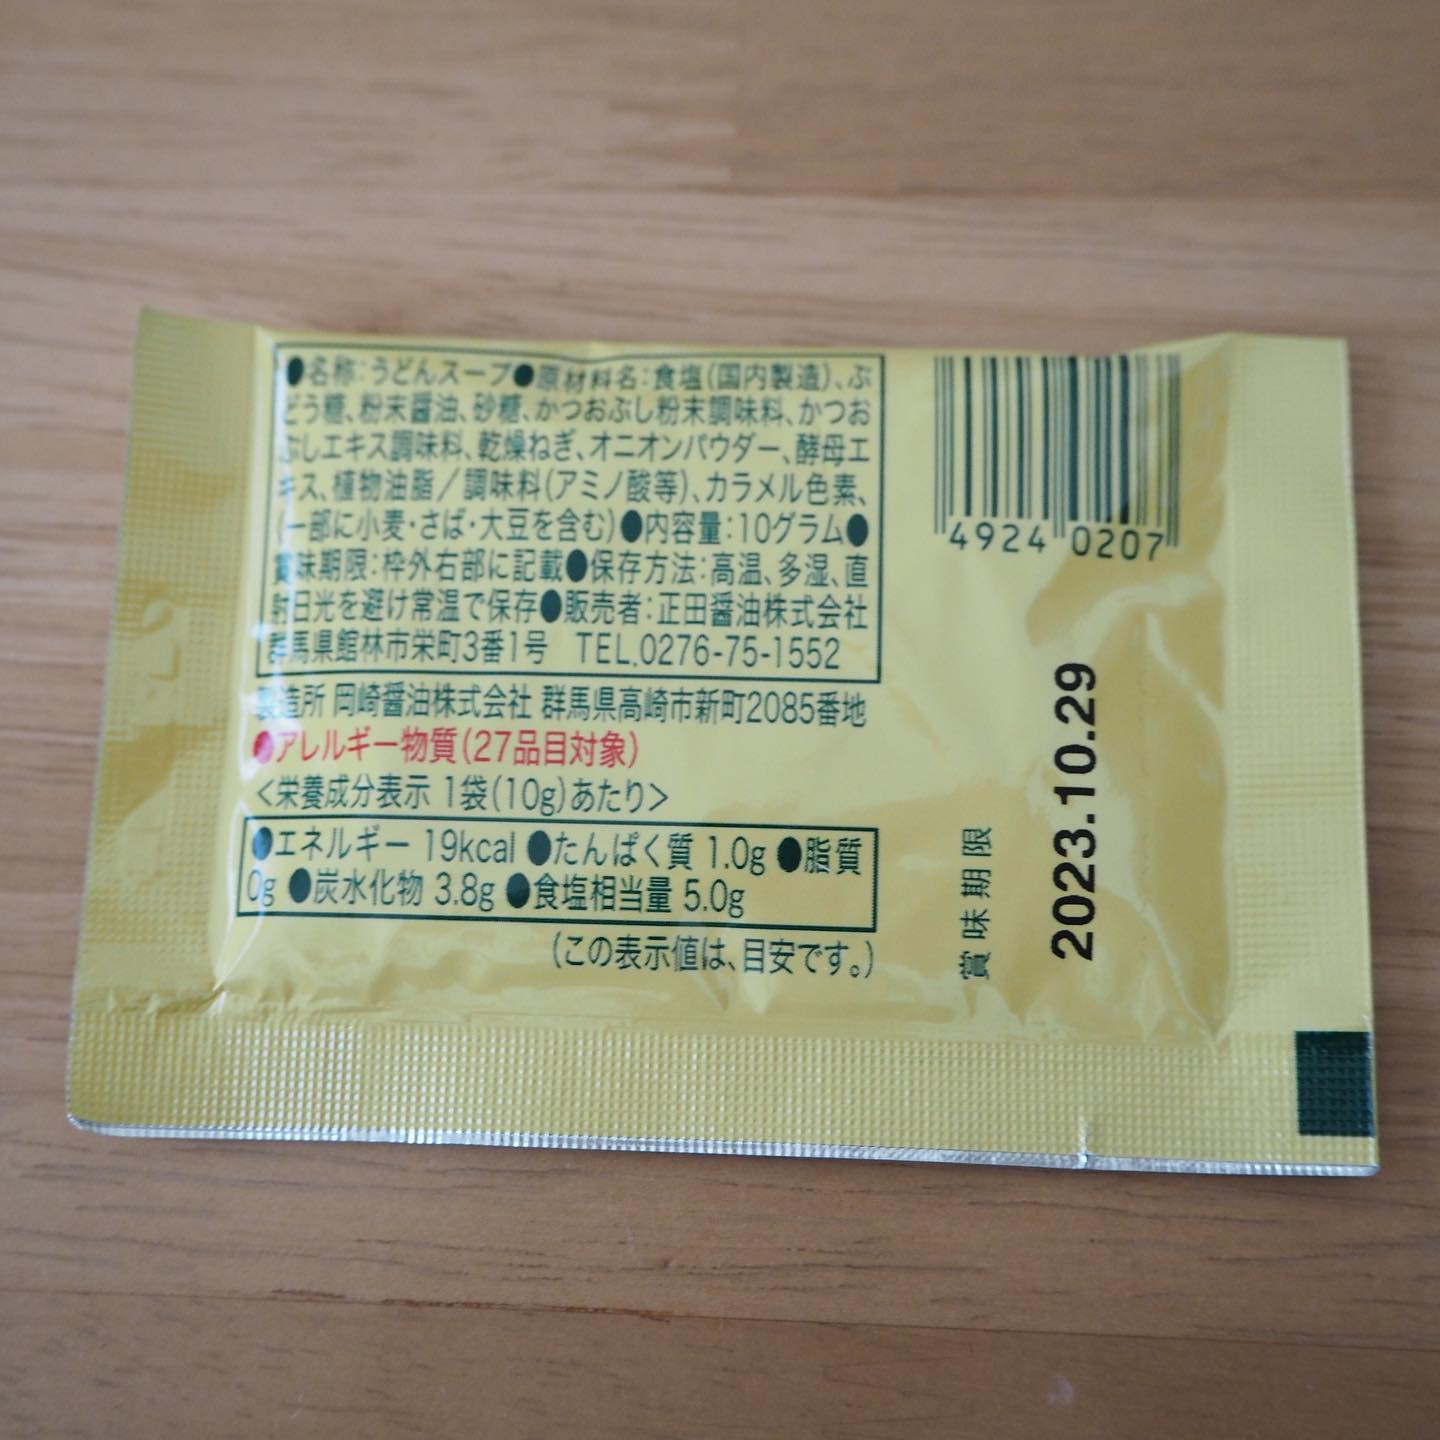 ●名称：うどんスープ●原材料名：食塩（国内製造）、ぶ
どう糖、粉末醤油、砂糖、かつおぶし粉末調味料、かつお
ぶしエキス調味料、乾燥ねぎ、オニオンパウダー、酵母エ
キス、植物油脂／調味料（アミノ酸等）、カラメル色素、
（一部に小麦・さば・大豆を含む）●内容量：10グラム●
賞味期限：枠外右部に記載●保存方法：高温、多湿、直
射日光を避け常温で保存●販売者：正田醤油株式会社
群馬県館林市栄町3番1号　TEL.0276-75-1552
製造所 岡崎醤油株式会社 群馬県高崎市新町2085番地
●アレルギー物質（27品目対象）
＜栄養成分表示 1袋（10g）あたり＞
●エネルギー 19kcal ●たんぱく質 1.0g ●脂質
0g ●炭水化物 3.8g ●食塩相当量 5.0g
（この表示値は、目安です。）
4924 0207
賞味期限
2023.10.29